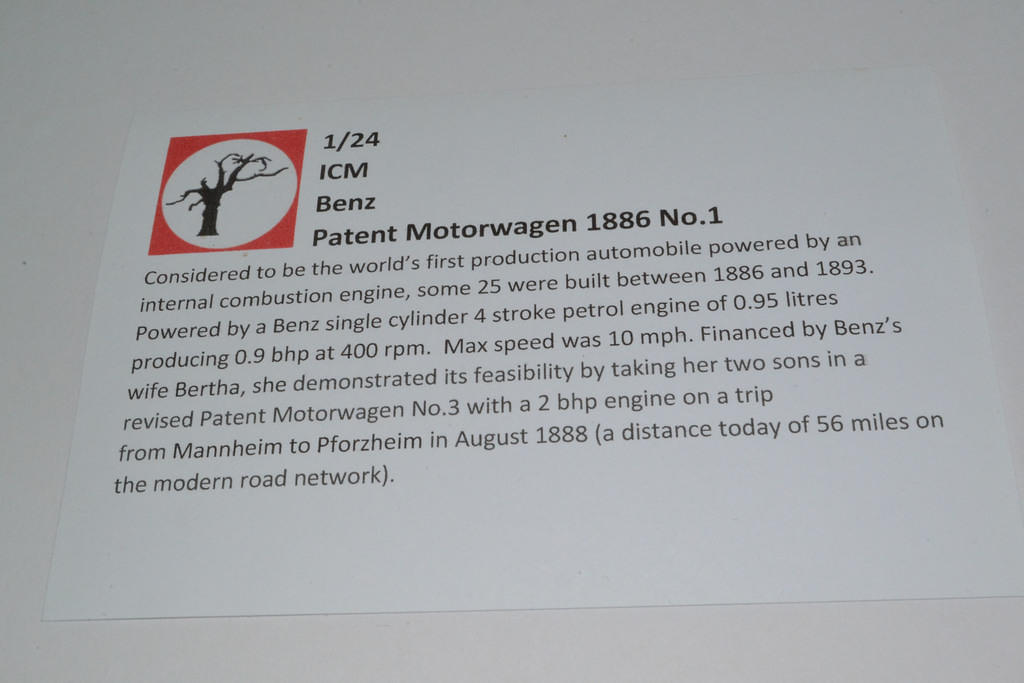 1/24
ICM
Benz
Patent Motorwagen 1886 No.1
Considered to be the world's first production automobile powered by an
internal combustion engine, some 25 were built between 1886 and 1893.
Powered by a Benz single cylinder 4 stroke petrol engine of 0.95 litres
producing 0.9 bhp at 400 rpm.  Max speed was 10 mph. Financed by Benz's
wife Bertha, she demonstrated its feasibility by taking her two sons in a
revised Patent Motorwagen No.3 with a 2 bhp engine on a trip
from Mannheim to Pforzheim in August 1888 (a distance today of 56 miles on
the modern road network).